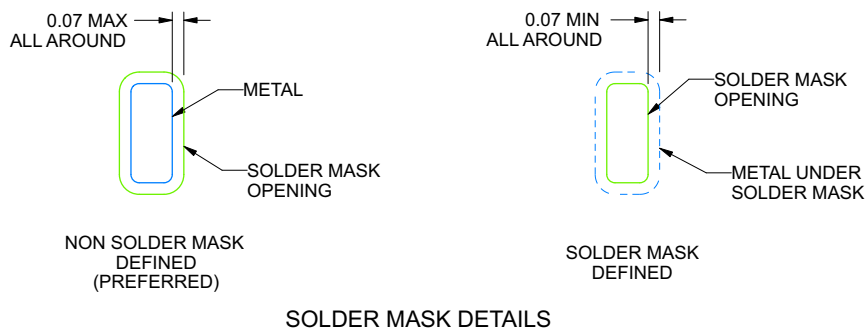 0.07 MAX
ALL AROUND
METAL
SOLDER MASK
OPENING
NON SOLDER MASK
DEFINED
(PREFERRED)
0.07 MIN
ALL AROUND
SOLDER MASK
OPENING
METAL UNDER
SOLDER MASK
SOLDER MASK
DEFINED
SOLDER MASK DETAILS